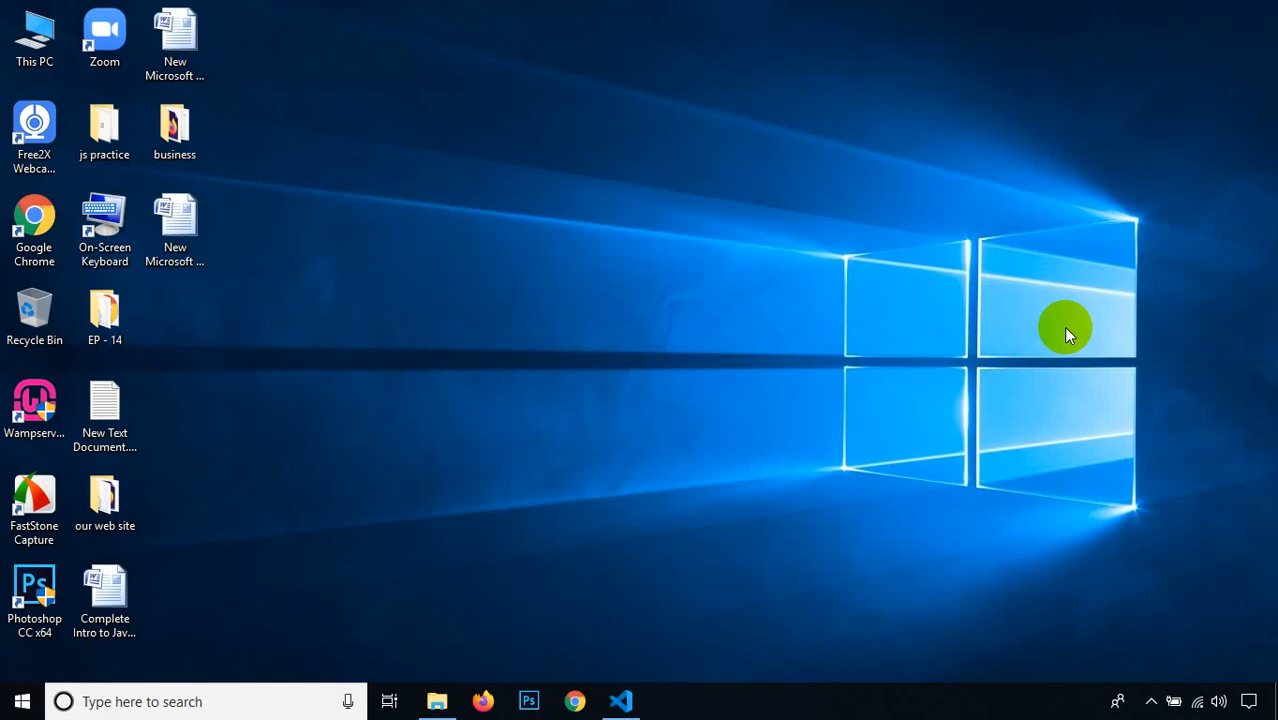 This PC
Zoom
New
Microsoft ...
Free2X
Webca...
js practice
business
Google
Chrome
On-Screen
Keyboard
New
Microsoft ...
Recycle Bin
EP - 14
Wampserv...
New Text
Document....
FastStone
Capture
our web site
Photoshop
CC x64
Complete
Intro to Jav...
Ps
Type here to search
Ps